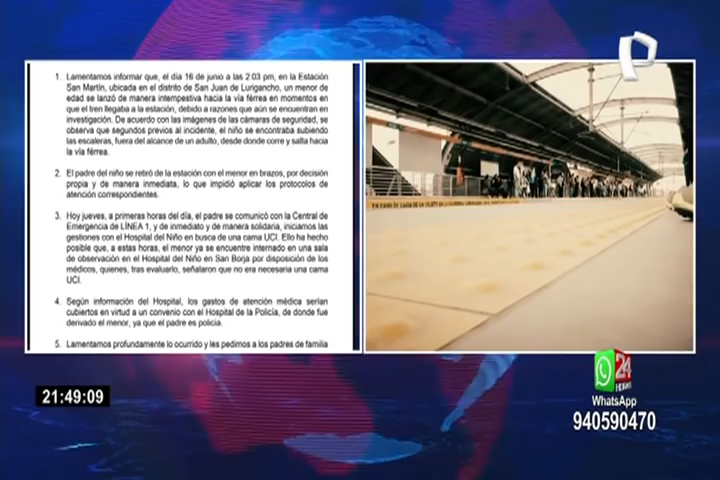 1. Lamentamos informar que, el día 16 de junio a las 2:03 pm, en la Estación
San Martín, ubicada en el distrito de San Juan de Lurigancho, un menor de
edad se lanzó de manera intempestiva hacia la vía férrea en momentos en
que el tren llegaba a la estación, debido a razones que aún se encuentran en
investigación. De acuerdo con las imágenes de las cámaras de seguridad, se
observa que segundos previos al incidente, el niño se encontraba subiendo
las escaleras, fuera del alcance de un adulto, desde donde corre y salta hacia
la vía férrea.
2. El padre del niño se retiró de la estación con el menor en brazos, por decisión
propia y de manera inmediata, lo que impidió aplicar los protocolos de
atención correspondientes.
3. Hoy jueves, a primeras horas del día, el padre se comunicó con la Central de
Emergencia de LÍNEA 1, y de inmediato y de manera solidaria, iniciamos las
gestiones con el Hospital del Niño en busca de una cama UCI. Ello ha hecho
posible que, a estas horas, el menor ya se encuentre internado en una sala
de observación en el Hospital del Niño en San Borja por disposición de los
médicos, quienes, tras evaluarlo, señalaron que no era necesaria una cama
UCI.
4. Según información del Hospital, los gastos de atención médica serían
cubiertos en virtud a un convenio con el Hospital de la Policía, de donde fue
derivado el menor, ya que el padre es policía.
5. Lamentamos profundamente lo ocurrido y les pedimos a los padres de familia
EN CASO DE CAÍDA DE UN OBJETO EN LA
21:49:09
24
HORAS
WhatsApp
940590470